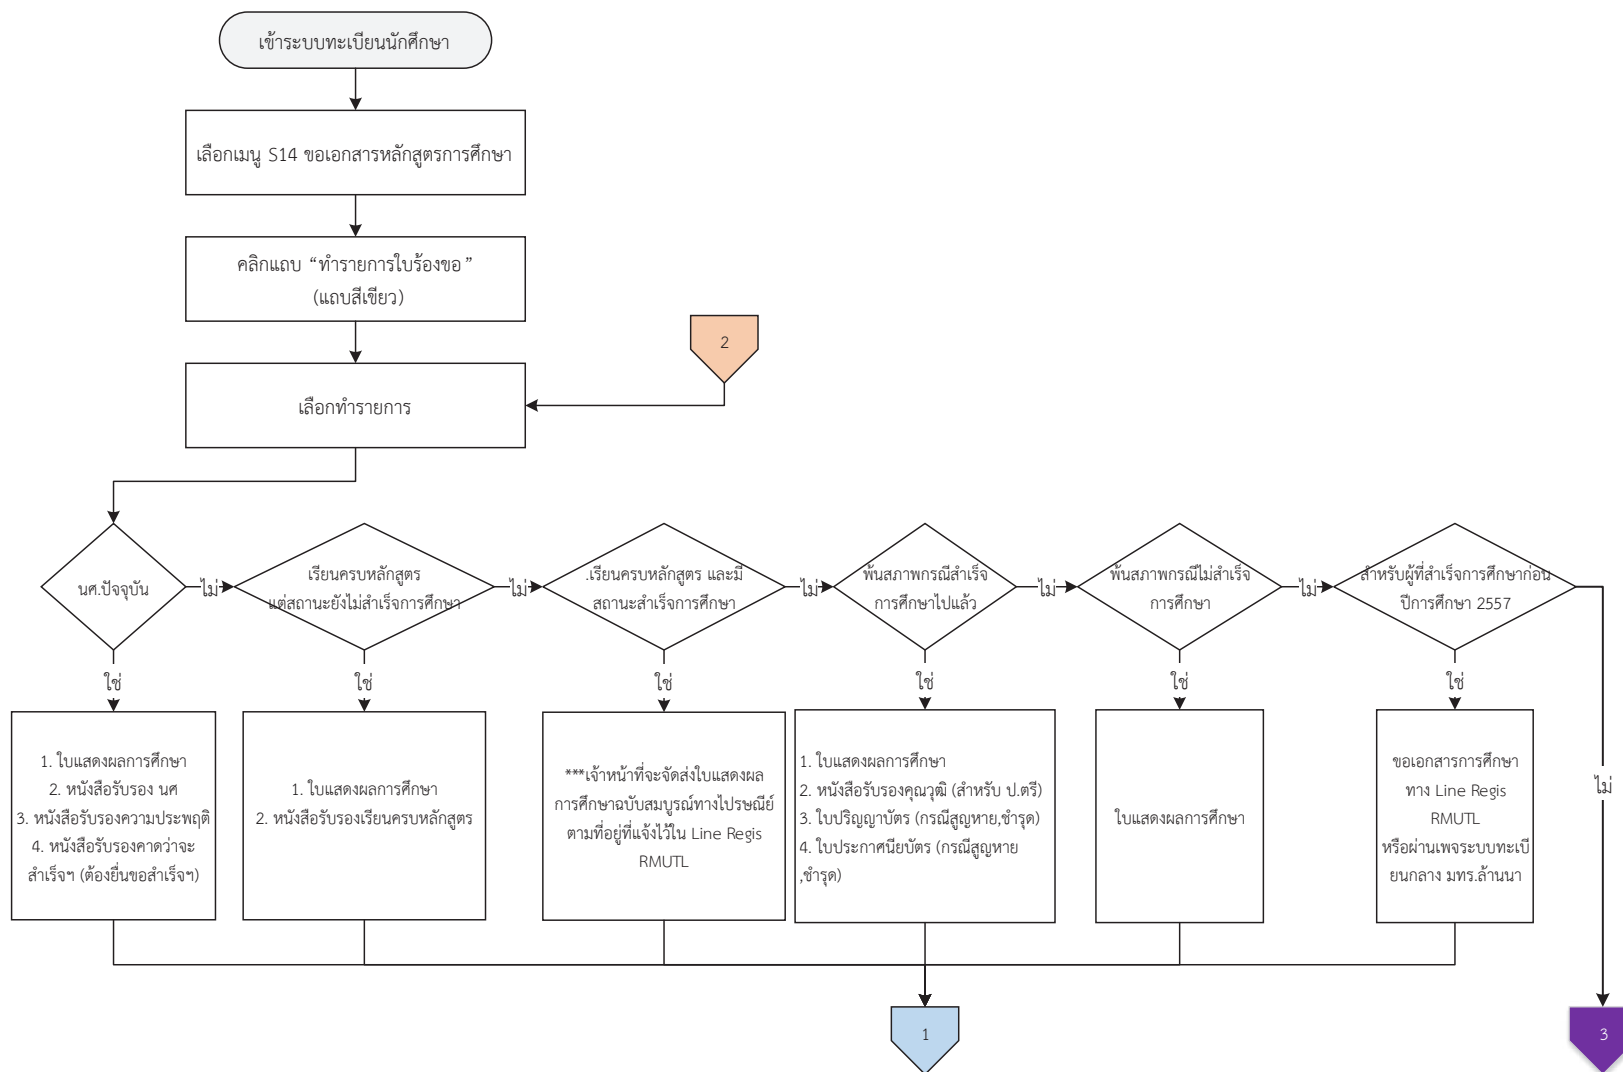 เข้าระบบทะเบียนนักศึกษา
เลือกเมนู S14 ขอเอกสารหลักสูตรการศึกษา
คลิกแถบ “ทำรายการใบร้องขอ”
(แถบสีเขียว)
2
เลือกทำรายการ
นศ.ปัจจุบัน
ไม่
เรียนครบหลักสูตร
แต่สถานะยังไม่สำเร็จการศึกษา
ไม่
.เรียนครบหลักสูตร และมี
สถานะสำเร็จการศึกษา
ไม่
พ้นสภาพกรณีสำเร็จ
การศึกษาไปแล้ว
ไม่
พ้นสภาพกรณีไม่สำเร็จ
การศึกษา
ไม่
สำหรับผู้ที่สำเร็จการศึกษาก่อน
ปีการศึกษา 2557
ใช่
ใช่
ใช่
ใช่
ใช่
ใช่
1. ใบแสดงผลการศึกษา
2. หนังสือรับรอง นศ
3. หนังสือรับรองความประพฤติ
4. หนังสือรับรองคาดว่าจะ
สำเร็จฯ (ต้องยื่นขอสำเร็จฯ)
1. ใบแสดงผลการศึกษา
2. หนังสือรับรองเรียนครบหลักสูตร
***เจ้าหน้าที่จะจัดส่งใบแสดงผล
การศึกษาฉบับสมบูรณ์ทางไปรษณีย์
ตามที่อยู่ที่แจ้งไว้ใน Line Regis
RMUTL
1. ใบแสดงผลการศึกษา
2. หนังสือรับรองคุณวุฒิ (สำหรับ ป.ตรี)
3. ใบปริญญาบัตร (กรณีสูญหาย,ชำรุด)
4. ใบประกาศนียบัตร (กรณีสูญหาย
,ชำรุด)
ใบแสดงผลการศึกษา
ขอเอกสารการศึกษา
ทาง Line Regis
RMUTL
หรือผ่านเพจระบบทะเบี
ยนกลาง มทร.ล้านนา
ไม่
1
3